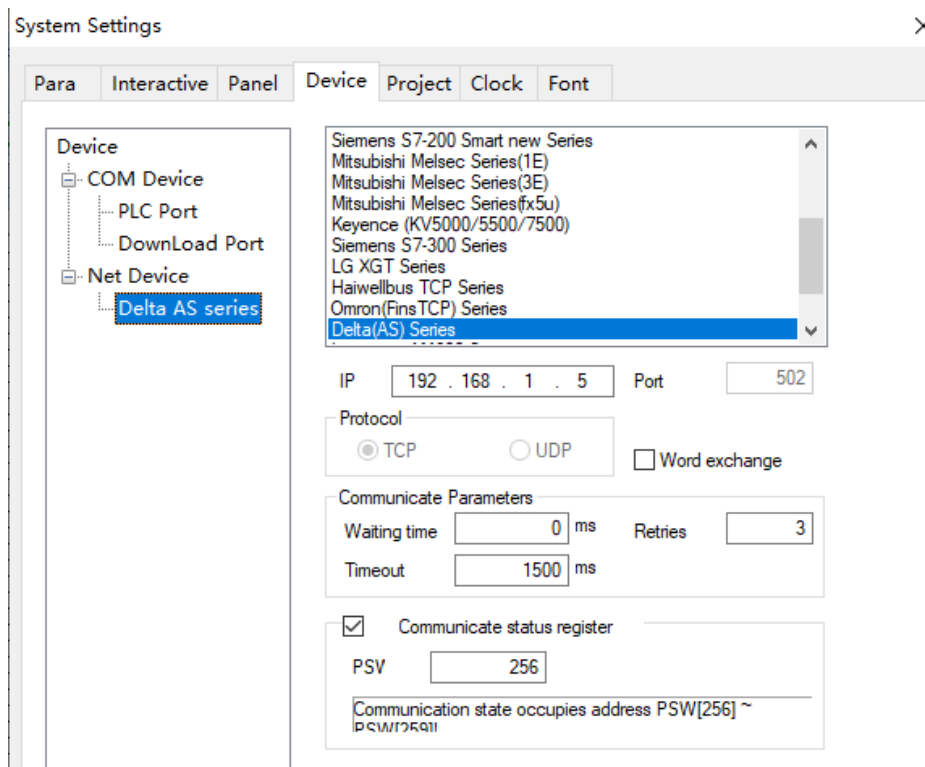 System Settings
Para Interactive Panel Device Project Clock Font
Device
COM Device
PLC Port
DownLoad Port
Net Device
Delta AS series
Siemens S7-200 Smart new Series
Mitsubishi Melsec Series(1E)
Mitsubishi Melsec Series(3E)
Mitsubishi Melsec Series(fx5u)
Keyence (KV5000/5500/7500)
Siemens S7-300 Series
LG XGT Series
Haiwellbus TCP Series
Omron(FinsTCP) Series
Delta(AS) Series
IP 192 . 168 . 1 . 5 Port 502
Protocol
TCP UDP
Word exchange
Communicate Parameters
Waiting time 0 ms Retries 3
Timeout 1500 ms
Communicate status register
PSW 256
Communication state occupies address PSW[256] ~
PSW[259]!